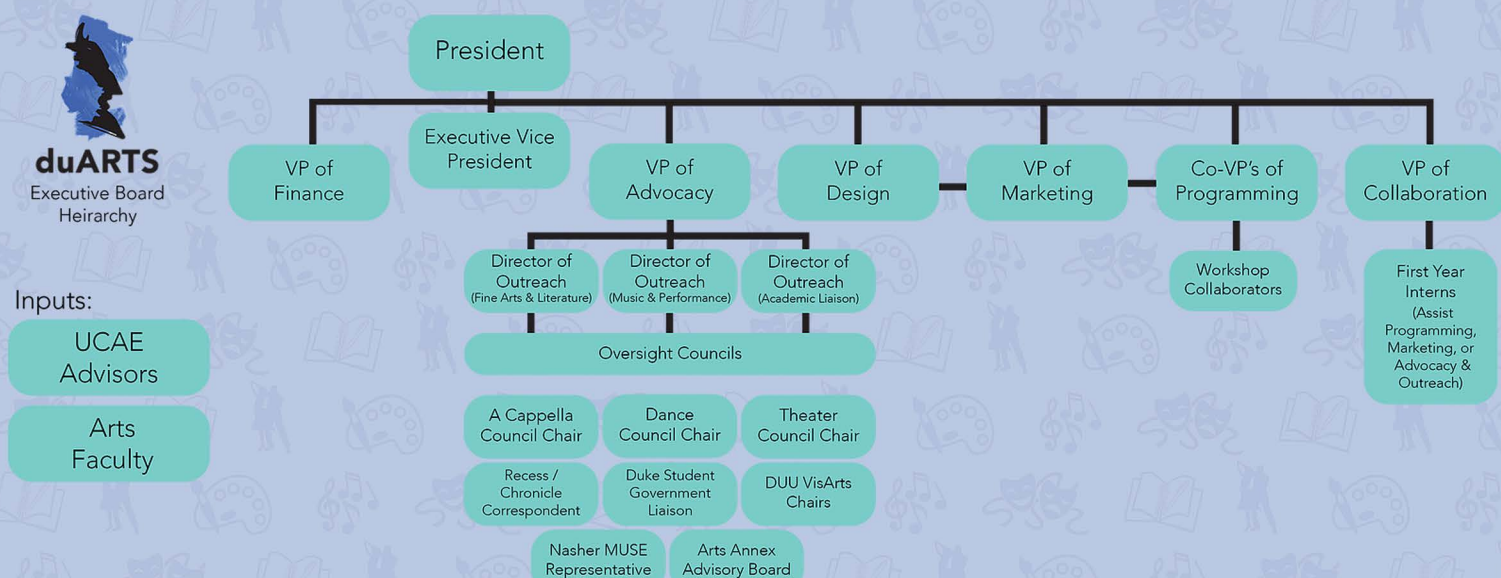 duARTS
Executive Board
Heirarchy
President
Executive Vice
President
VP of
Finance
VP of
Advocacy
VP of
Design
VP of
Marketing
Co-VP's of
Programming
VP of
Collaboration
Director of
Outreach
(Fine Arts & Literature)
Director of
Outreach
(Music & Performance)
Director of
Outreach
(Academic Liaison)
Workshop
Collaborators
First Year
Interns
(Assist
Programming,
Marketing, or
Advocacy &
Outreach)
Oversight Councils
A Cappella
Council Chair
Dance
Council Chair
Theater
Council Chair
Recess /
Chronicle
Correspondent
Duke Student
Government
Liaison
DUU VisArts
Chairs
Nasher MUSE
Representative
Arts Annex
Advisory Board
Inputs:
UCAE
Advisors
Arts
Faculty